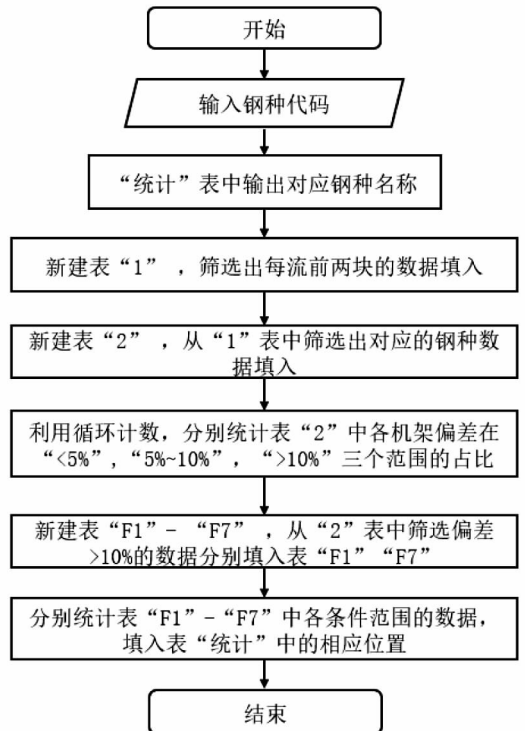 开始
输入钢种代码
“统计”表中输出对应钢种名称
新建表“1”，筛选出每流前两块的数据填入
新建表“2”，从“1”表中筛选出对应的钢种数
据填入
利用循环计数，分别统计表“2”中各机架偏差在
“<5%”,“5%~10%”，“>10%”三个范围的占比
新建表“F1”-“F7”，从“2”表中筛选偏差
>10%的数据分别填入表“F1”“F7”
分别统计表“F1”-“F7”中各条件范围的数据，
填入表“统计”中的相应位置
结束